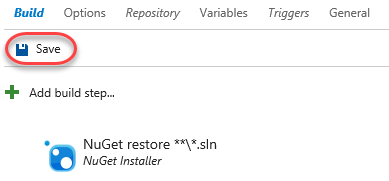 Build Options Repository Variables Triggers General
Save
Add build step...
NuGet restore **\*.sln
NuGet Installer